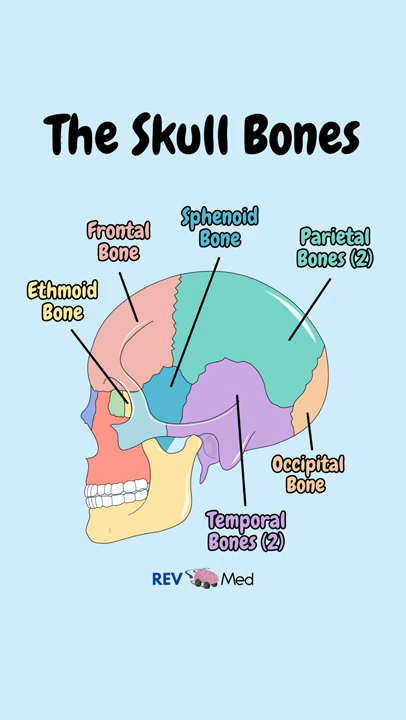 The Skull Bones
Sphenoid
Bone
Frontal
Bone
Parietal
Bones (2)
Ethmoid
Bone
Occipital
Bone
Temporal
Bones (2)
REV Med